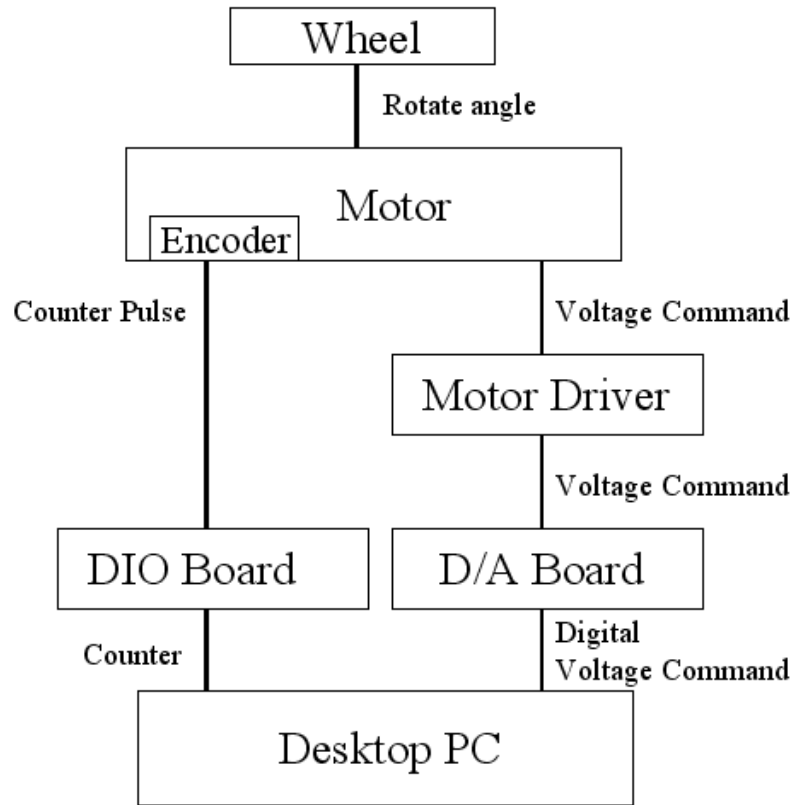 Wheel
Rotate angle
Motor
Encoder
Counter Pulse
Voltage Command
Motor Driver
Voltage Command
DIO Board
D/A Board
Counter
Digital
Voltage Command
Desktop PC